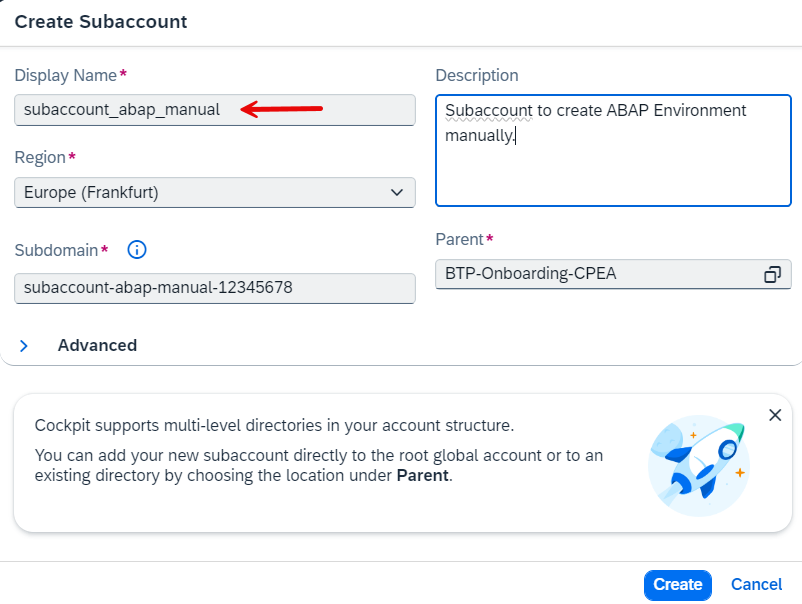 Create Subaccount
Display Name*
subaccount_abap_manual
Region*
Europe (Frankfurt)
Subdomain*
subaccount-abap-manual-12345678
Description
Subaccount to create ABAP Environment
manually.
Parent*
BTP-Onboarding-CPEA
Advanced
Cockpit supports multi-level directories in your account structure.
You can add your new subaccount directly to the root global account or to an
existing directory by choosing the location under Parent.
Create
Cancel